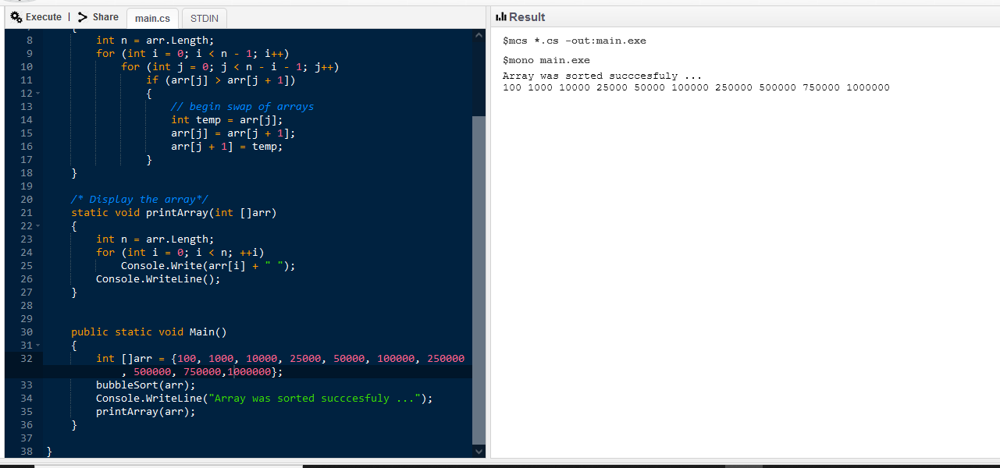 Execute | Share main.cs STDIN
8 int n = arr.Length;
9 for (int i = 0; i < n - 1; i++)
10 for (int j = 0; j < n - i - 1; j++)
11 if (arr[j] > arr[j + 1])
12 {
13 // begin swap of arrays
14 int temp = arr[j];
15 arr[j] = arr[j + 1];
16 arr[j + 1] = temp;
17 }
18 }
19
20 /* Display the array*/
21 static void printArray(int []arr)
22 {
23 int n = arr.Length;
24 for (int i = 0; i < n; ++i)
25 Console.Write(arr[i] + " ");
26 Console.WriteLine();
27 }
28
29
30 public static void Main()
31 {
32 int []arr = {100, 1000, 10000, 25000, 50000, 100000, 250000
, 500000, 750000,1000000};
33 bubbleSort(arr);
34 Console.WriteLine("Array was sorted succcesfuly ...");
35 printArray(arr);
36 }
37
38 }
Result
$mcs *.cs -out:main.exe
$mono main.exe
Array was sorted succcesfuly ...
100 1000 10000 25000 50000 100000 250000 500000 750000 1000000